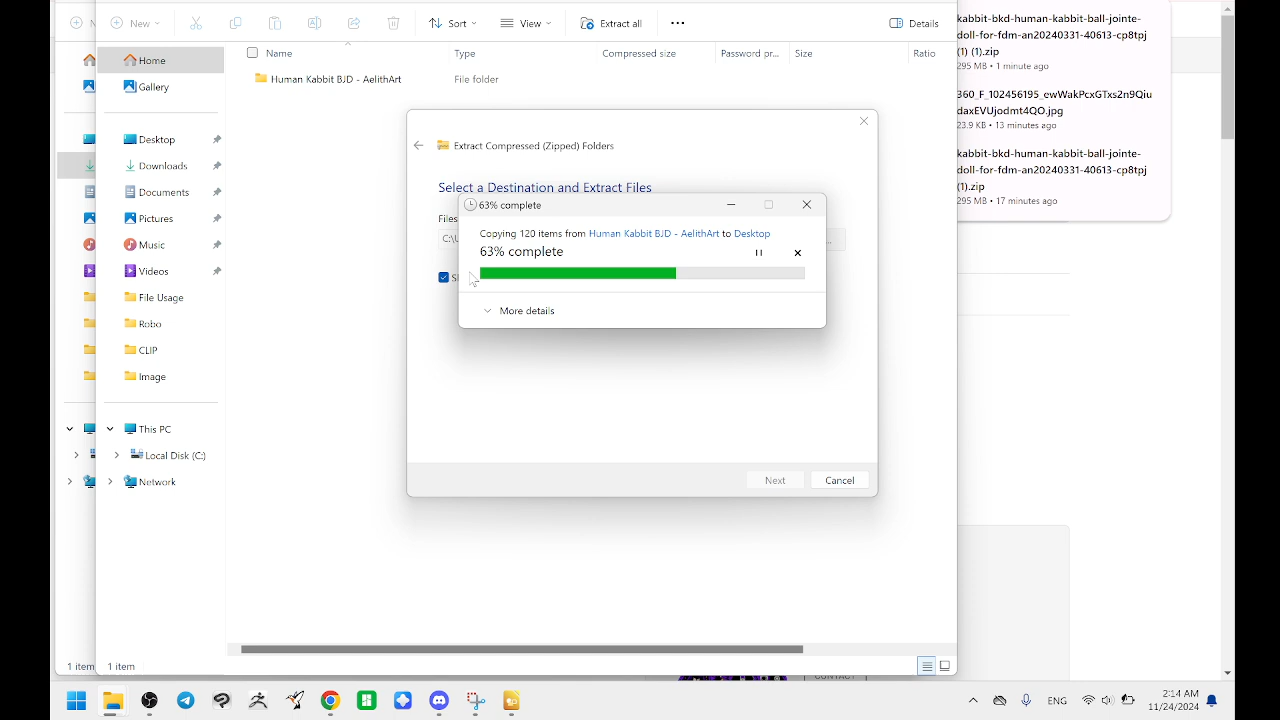 New
Sort
View
Extract all
Details
Home
Gallery
Desktop
Downloads
Documents
Pictures
Music
Videos
File Usage
Robo
CLIP
Image
This PC
Local Disk (C:)
Network
1 item
1 item
Name
Type
Compressed size
Password pr...
Size
Ratio
Human Kabbit BJD - AelithArt
File folder
Extract Compressed (Zipped) Folders
Select a Destination and Extract Files
Files
C:\U
...
63% complete
Copying 120 items from Human Kabbit BJD - AelithArt to Desktop
63% complete
More details
Next
Cancel
kabbit-bkd-human-kabbit-ball-jointe-
doll-for-fdm-an20240331-40613-cp8tpj
(1) (1).zip
295 MB • 1 minute ago
360_F_102456195_ewWakPcxGTxs2n9Qiu
daxEVUjodmt4QO.jpg
23.9 KB • 13 minutes ago
kabbit-bkd-human-kabbit-ball-jointe-
doll-for-fdm-an20240331-40613-cp8tpj
(1).zip
295 MB • 17 minutes ago
CONTACT
ENG
2:14 AM
11/24/2024